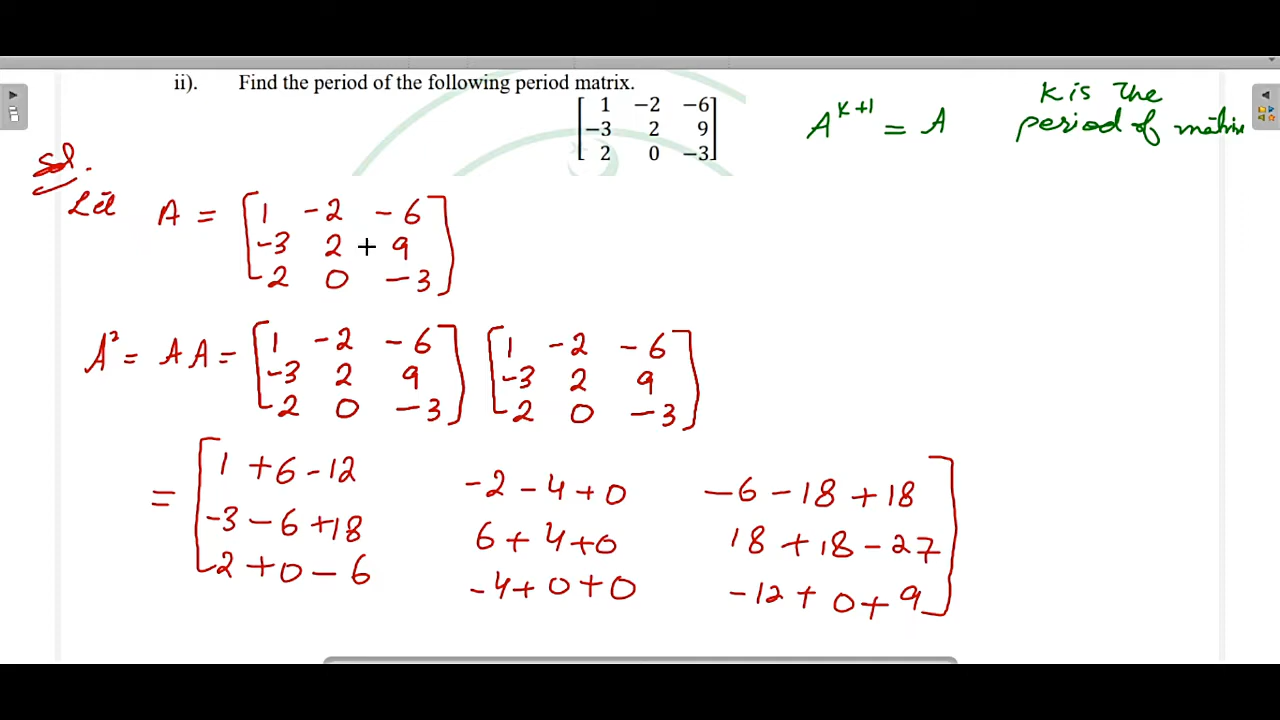 ii). Find the period of the following period matrix.
[ 1 −2 −6]
[−3 2 9]
[ 2 0 −3]
A^{k+1} = A
K is the
period of matrix
Sol.
Let A = [1 -2 -6
-3 2 9
2 0 -3]
A² = AA = [1 -2 -6
-3 2 9
2 0 -3] [1 -2 -6
-3 2 9
2 0 -3]
= [1 +6 -12 -2 -4 +0 -6 -18 +18
-3 -6 +18 6 +4 +0 18 +18 -27
2 +0 -6 -4 +0 +0 -12 + 0 + 9]